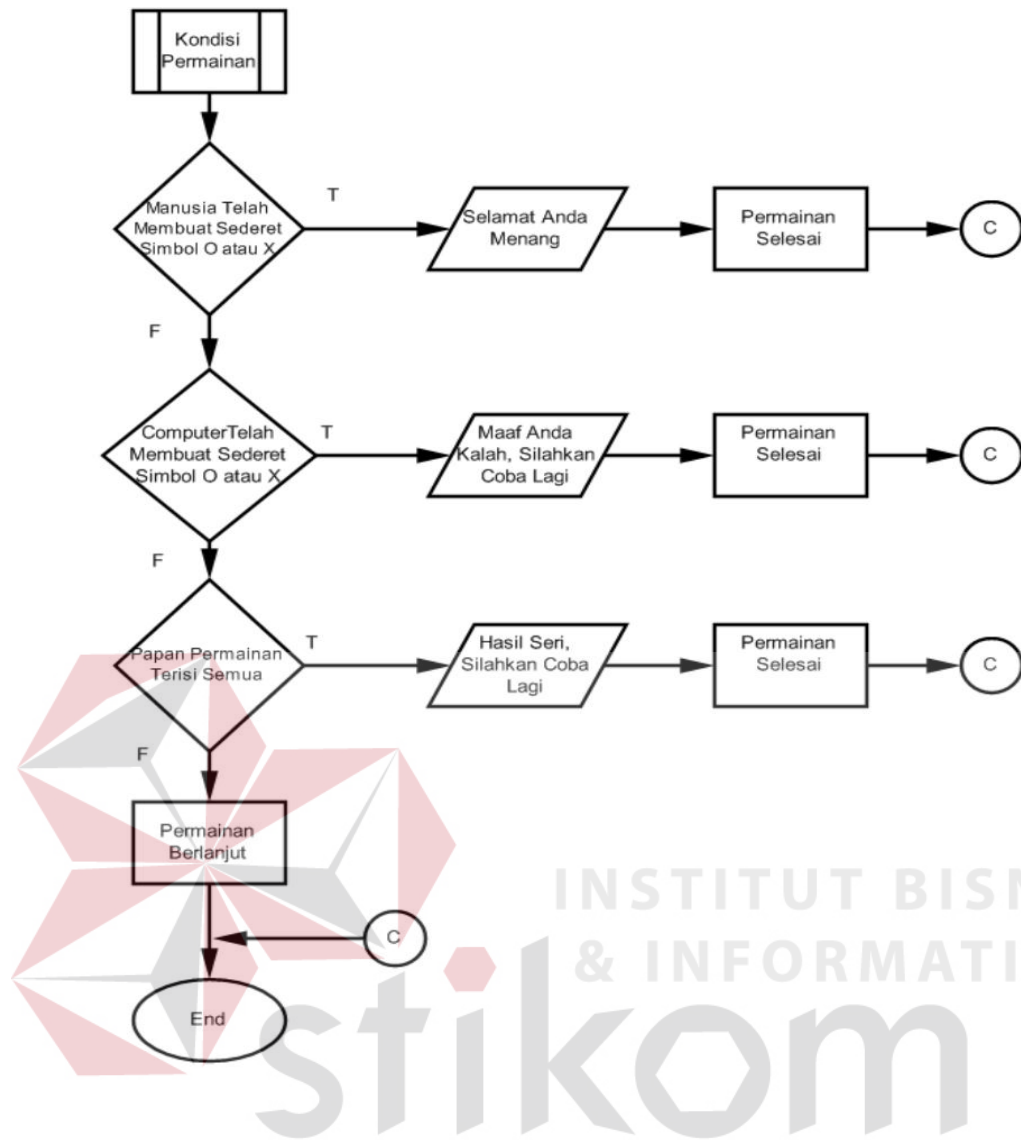 Kondisi
Permainan
Manusia Telah
Membuat Sederet
Simbol O atau X
T
Selamat Anda
Menang
Permainan
Selesai
C
F
ComputerTelah
Membuat Sederet
Simbol O atau X
T
Maaf Anda
Kalah, Silahkan
Coba Lagi
Permainan
Selesai
C
F
Papan Permainan
Terisi Semua
T
Hasil Seri,
Silahkan Coba
Lagi
Permainan
Selesai
C
F
Permainan
Berlanjut
C
End
INSTITUT BISN
& INFORMATI
stikom